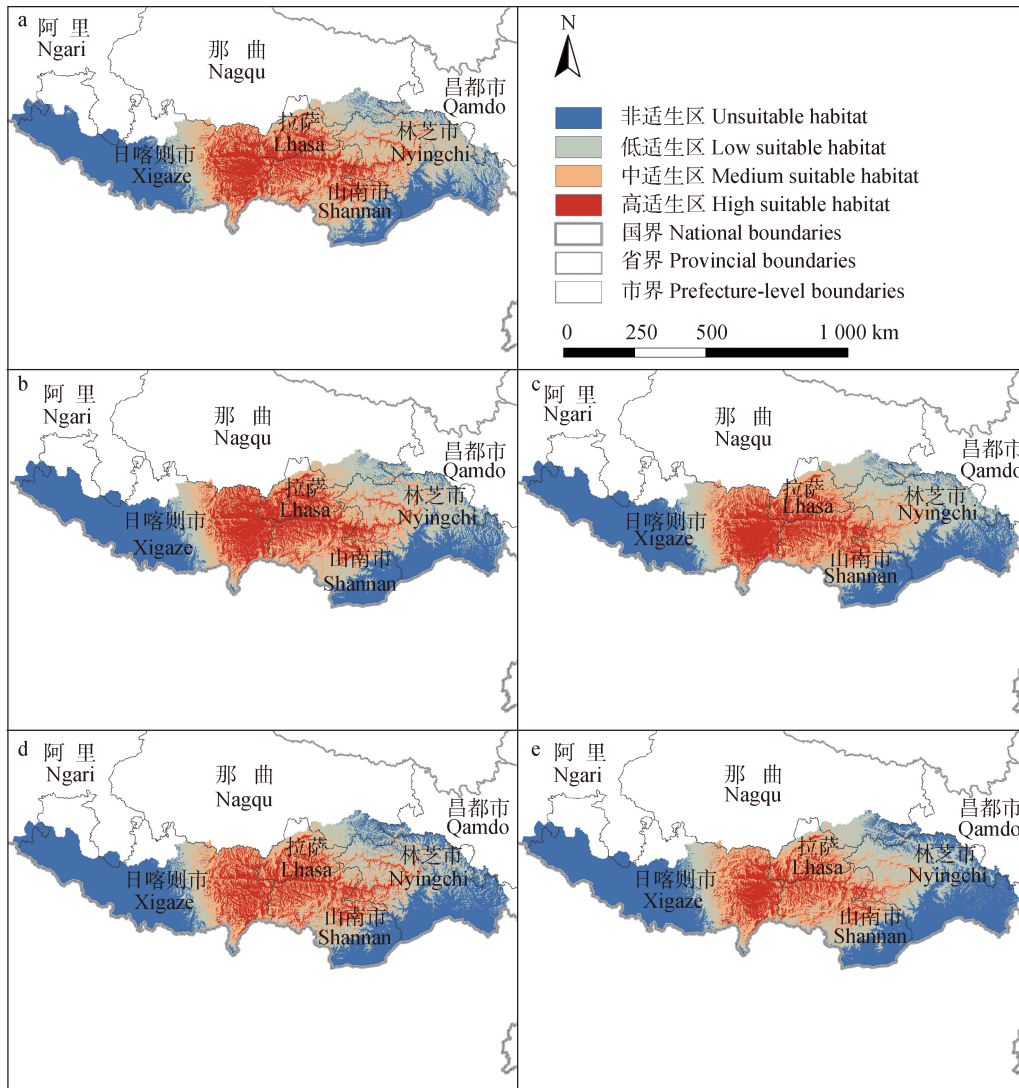 a
阿 里
Ngari
那 曲
Nagqu
昌都市
Qamdo
拉萨
Lhasa
林芝市
Nyingchi
日喀则市
Xigaze
山南市
Shannan
N
非适生区 Unsuitable habitat
低适生区 Low suitable habitat
中适生区 Medium suitable habitat
高适生区 High suitable habitat
国界 National boundaries
省界 Provincial boundaries
市界 Prefecture-level boundaries
0 250 500 1 000 km
b
阿 里
Ngari
那 曲
Nagqu
昌都市
Qamdo
拉萨
Lhasa
林芝市
Nyingchi
日喀则市
Xigaze
山南市
Shannan
c
阿 里
Ngari
那 曲
Nagqu
昌都市
Qamdo
拉萨
Lhasa
林芝市
Nyingchi
日喀则市
Xigaze
山南市
Shannan
d
阿 里
Ngari
那 曲
Nagqu
昌都市
Qamdo
拉萨
Lhasa
林芝市
Nyingchi
日喀则市
Xigaze
山南市
Shannan
e
阿 里
Ngari
那 曲
Nagqu
昌都市
Qamdo
拉萨
Lhasa
林芝市
Nyingchi
日喀则市
Xigaze
山南市
Shannan